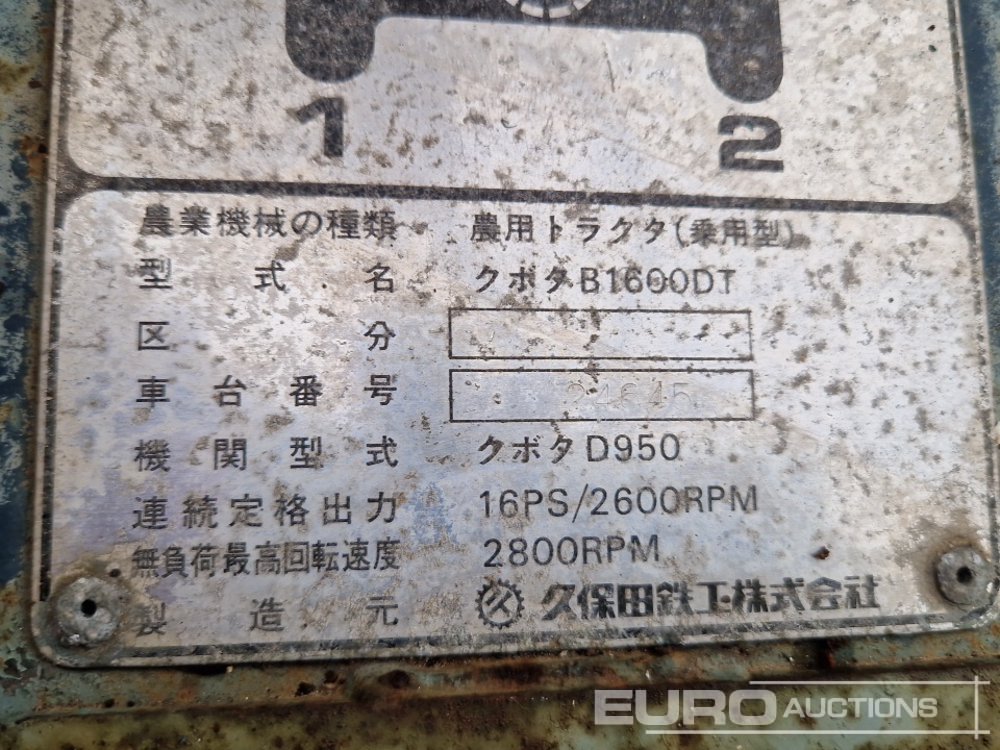 1 2
農業機械の種類 農用トラクタ(乗用型)
型式名 クボタB1600DT
区分
車台番号 24645
機関型式 クボタD950
連続定格出力 16PS/2600RPM
無負荷最高回転速度 2800RPM
製造元 久保田鉄工株式会社
EURO AUCTIONS